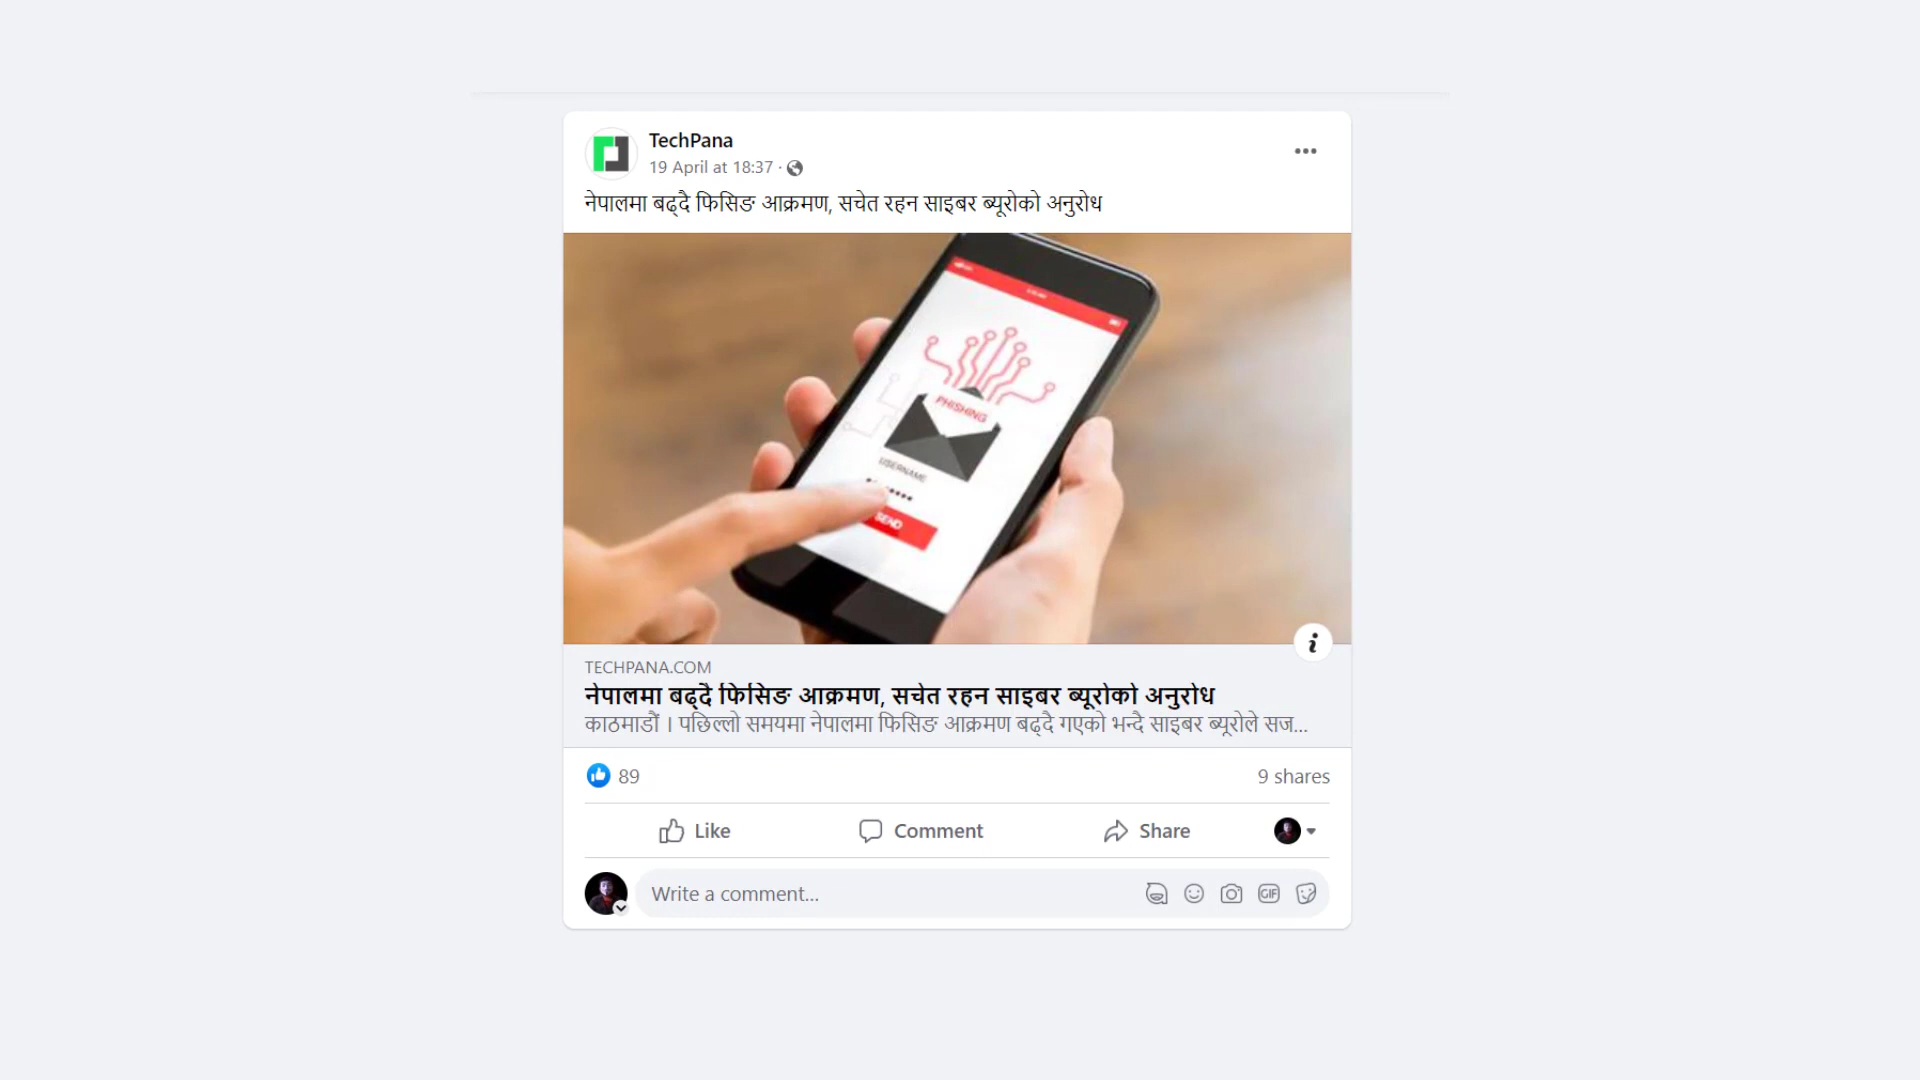 TechPana
19 April at 18:37 ·
नेपालमा बढ्दै फिसिङ आक्रमण, सचेत रहन साइबर ब्यूरोको अनुरोध
PHISHING
USERNAME
SEND
TECHPANA.COM
नेपालमा बढ्दै फिसिङ आक्रमण, सचेत रहन साइबर ब्यूरोको अनुरोध
काठमाडौं । पछिल्लो समयमा नेपालमा फिसिङ आक्रमण बढ्दै गएको भन्दै साइबर ब्यूरोले सज...
89
9 shares
Like
Comment
Share
Write a comment...
GIF